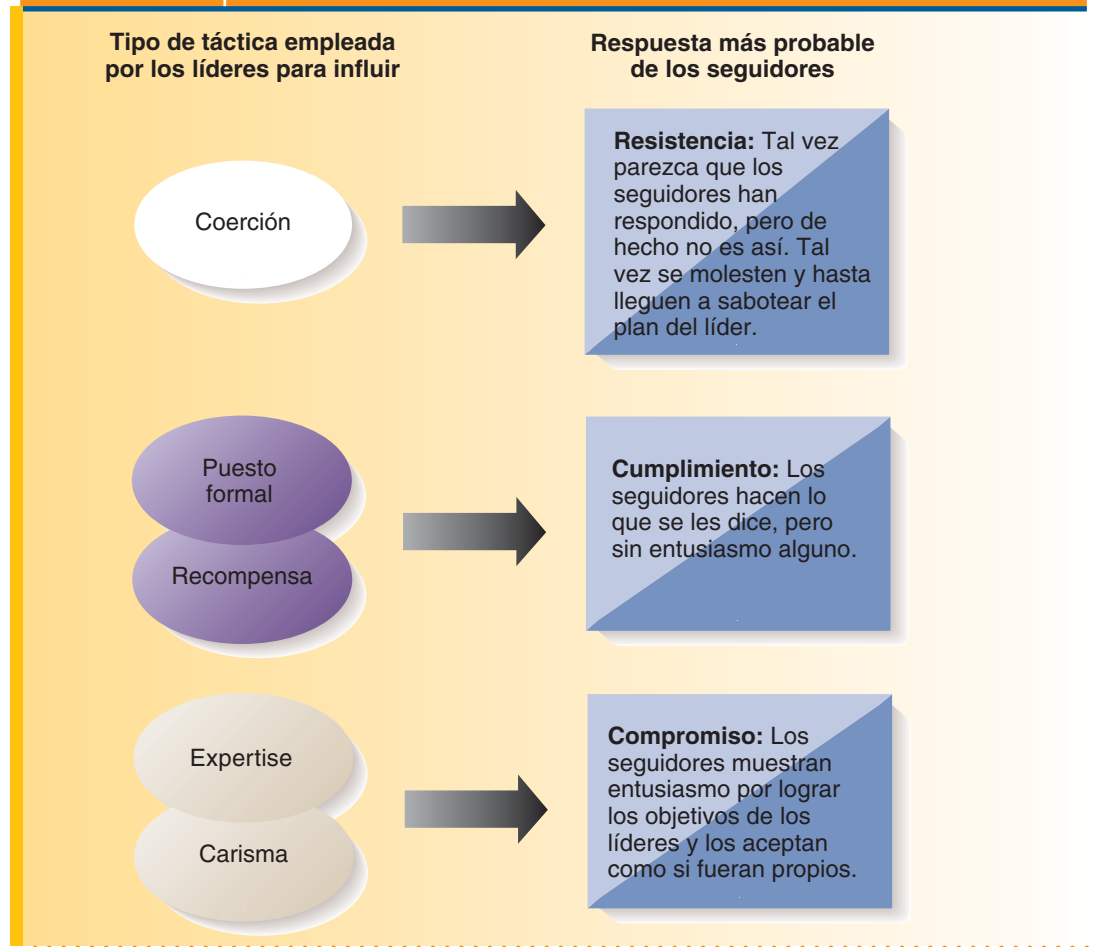 Tipo de táctica empleada
por los líderes para influir
Respuesta más probable
de los seguidores
Coerción
Resistencia: Tal vez
parezca que los
seguidores han
respondido, pero de
hecho no es así. Tal
vez se molesten y hasta
lleguen a sabotear el
plan del líder.
Puesto
formal
Recompensa
Cumplimiento: Los
seguidores hacen lo
que se les dice, pero
sin entusiasmo alguno.
Expertise
Carisma
Compromiso: Los
seguidores muestran
entusiasmo por lograr
los objetivos de los
líderes y los aceptan
como si fueran propios.